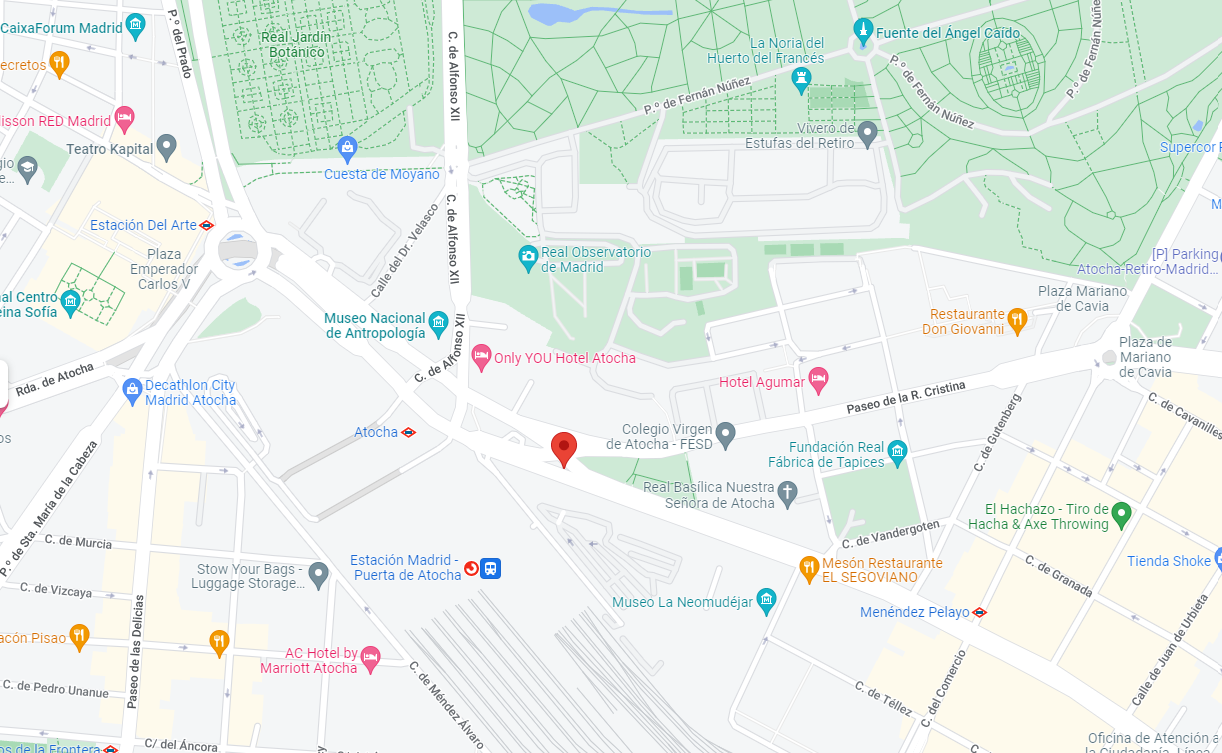 CaixaForum Madrid
P.º del Prado
Real Jardín
Botánico
C. de Alfonso XII
La Noria del
Huerto del Francés
Fuente del Ángel Caído
P.º de Fernán Núñez
P.º de Fernán Núñez
P.º de Fernán Núñ
ecretos
isson RED Madrid
Teatro Kapital
Vivero de
Estufas del Retiro
Supercor
Cuesta de Moyano
C. de Alfonso XII
Calle del Dr. Velasco
Estación Del Arte
Plaza
Emperador
Carlos V
Real Observatorio
de Madrid
[P] Parking
Atocha-Retiro-Madrid...
Plaza Mariano
de Cavia
nal Centro
eina Sofía
Museo Nacional
de Antropología
C. de Alfonso XII
Restaurante
Don Giovanni
Plaza de
Mariano
de Cavia
Only YOU Hotel Atocha
Rda. de Atocha
Decathlon City
Madrid Atocha
Hotel Agumar
Paseo de la R. Cristina
C. de Cavanilles
C. de Gutenberg
Atocha
Colegio Virgen
de Atocha - FESD
Fundación Real
Fábrica de Tapices
P.º de Sta. María de la Cabeza
Real Basílica Nuestra
Señora de Atocha
El Hachazo - Tiro de
Hacha & Axe Throwing
C. de Vandergoten
C. de Murcia
Estación Madrid -
Puerta de Atocha
Stow Your Bags -
Luggage Storage...
Mesón Restaurante
EL SEGOVIANO
Tienda Shoke
C. de Granada
C. de Vizcaya
Museo La Neomudéjar
Menéndez Pelayo
Calle de Juan de Urbieta
acón Pisao
Paseo de las Delicias
AC Hotel by
Marriott Atocha
C. de Méndez Álvaro
C. de Pedro Unanue
C. de Téllez
C. del Comercio
os de la Frontera
C/ del Áncora
Oficina de Atención a
la Ciudadanía. Línea